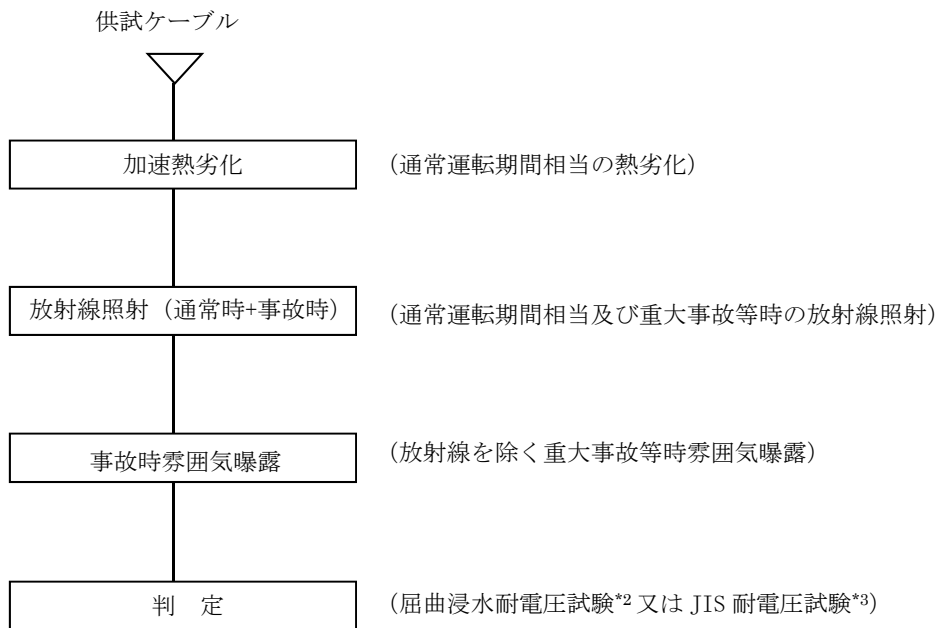 供試ケーブル
加速熱劣化 （通常運転期間相当の熱劣化）
放射線照射（通常時+事故時） （通常運転期間相当及び重大事故等時の放射線照射）
事故時雰囲気曝露 （放射線を除く重大事故等時雰囲気曝露）
判　定 （屈曲浸水耐電圧試験*2 又は JIS 耐電圧試験*3）